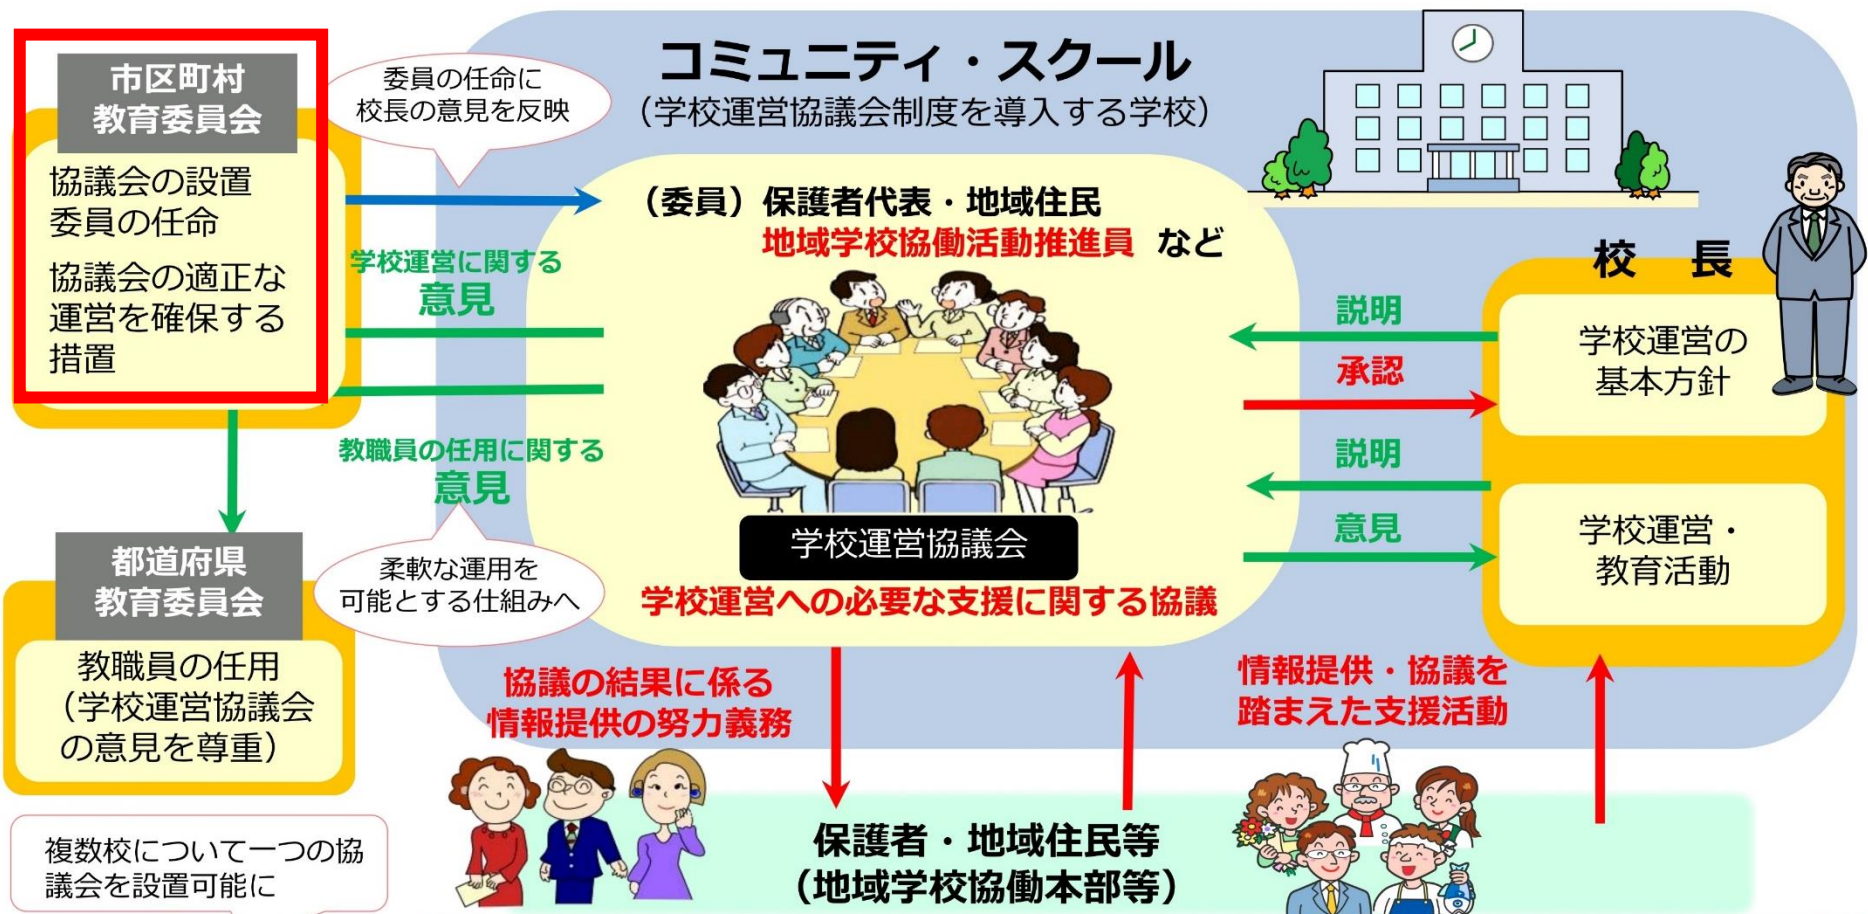 コミュニティ・スクール
（学校運営協議会制度を導入する学校）
市区町村
教育委員会
協議会の設置
委員の任命
協議会の適正な
運営を確保する
措置
委員の任命に
校長の意見を反映
（委員）保護者代表・地域住民
地域学校協働活動推進員 など
学校運営に関する
意見
教職員の任用に関する
意見
柔軟な運用を
可能とする仕組みへ
学校運営協議会
学校運営への必要な支援に関する協議
校 長
説明
承認
学校運営の
基本方針
説明
意見
学校運営・
教育活動
都道府県
教育委員会
教職員の任用
（学校運営協議会
の意見を尊重）
協議の結果に係る
情報提供の努力義務
情報提供・協議を
踏まえた支援活動
複数校について一つの協
議会を設置可能に
保護者・地域住民等
（地域学校協働本部等）